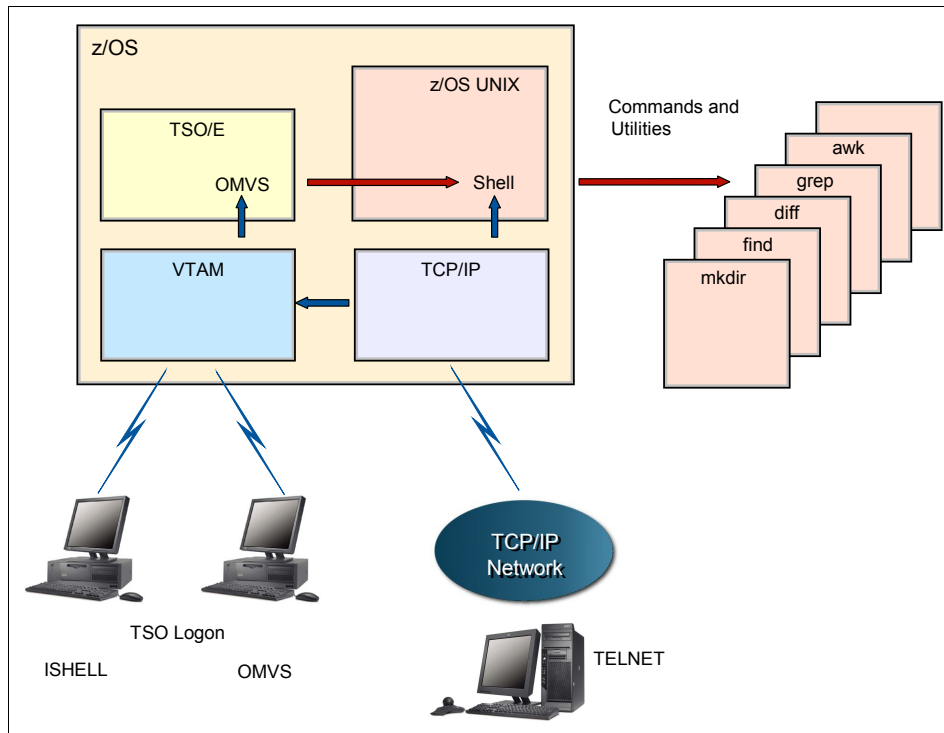 z/OS
z/OS UNIX
TSO/E
OMVS
Shell
VTAM
TCP/IP
Commands and
Utilities
awk
grep
diff
find
mkdir
TCP/IP
Network
TSO Logon
ISHELL
OMVS
TELNET